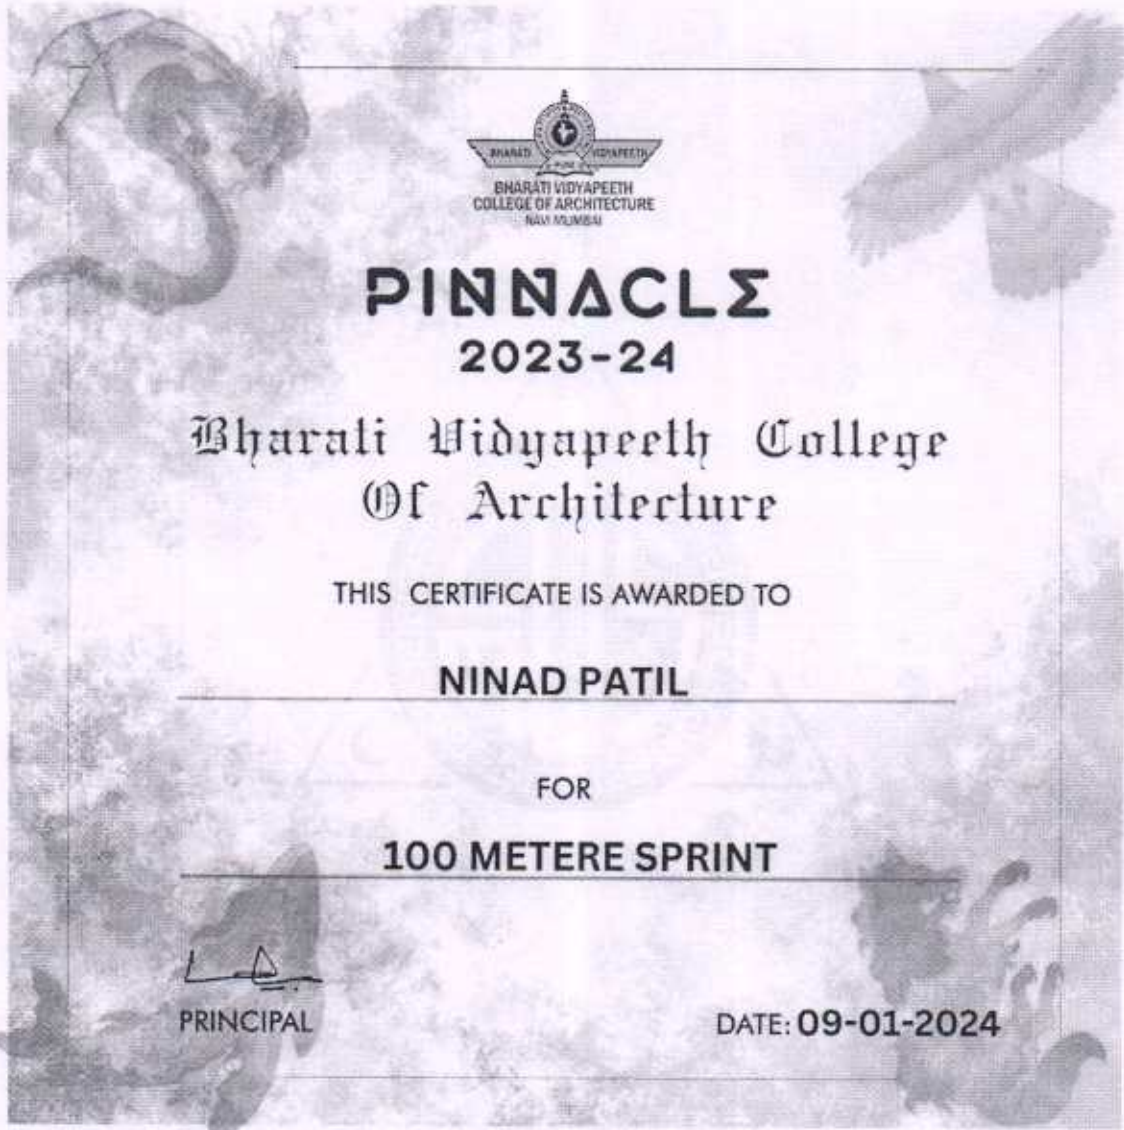 BHARATI VIDYAPEETH
PUNE
BHARATI VIDYAPEETH
COLLEGE OF ARCHITECTURE
NAVI MUMBAI
PINNACLE
2023-24
Bharati Vidyapeeth College
Of Architecture
THIS CERTIFICATE IS AWARDED TO
NINAD PATIL
FOR
100 METERE SPRINT
PRINCIPAL
DATE: 09-01-2024